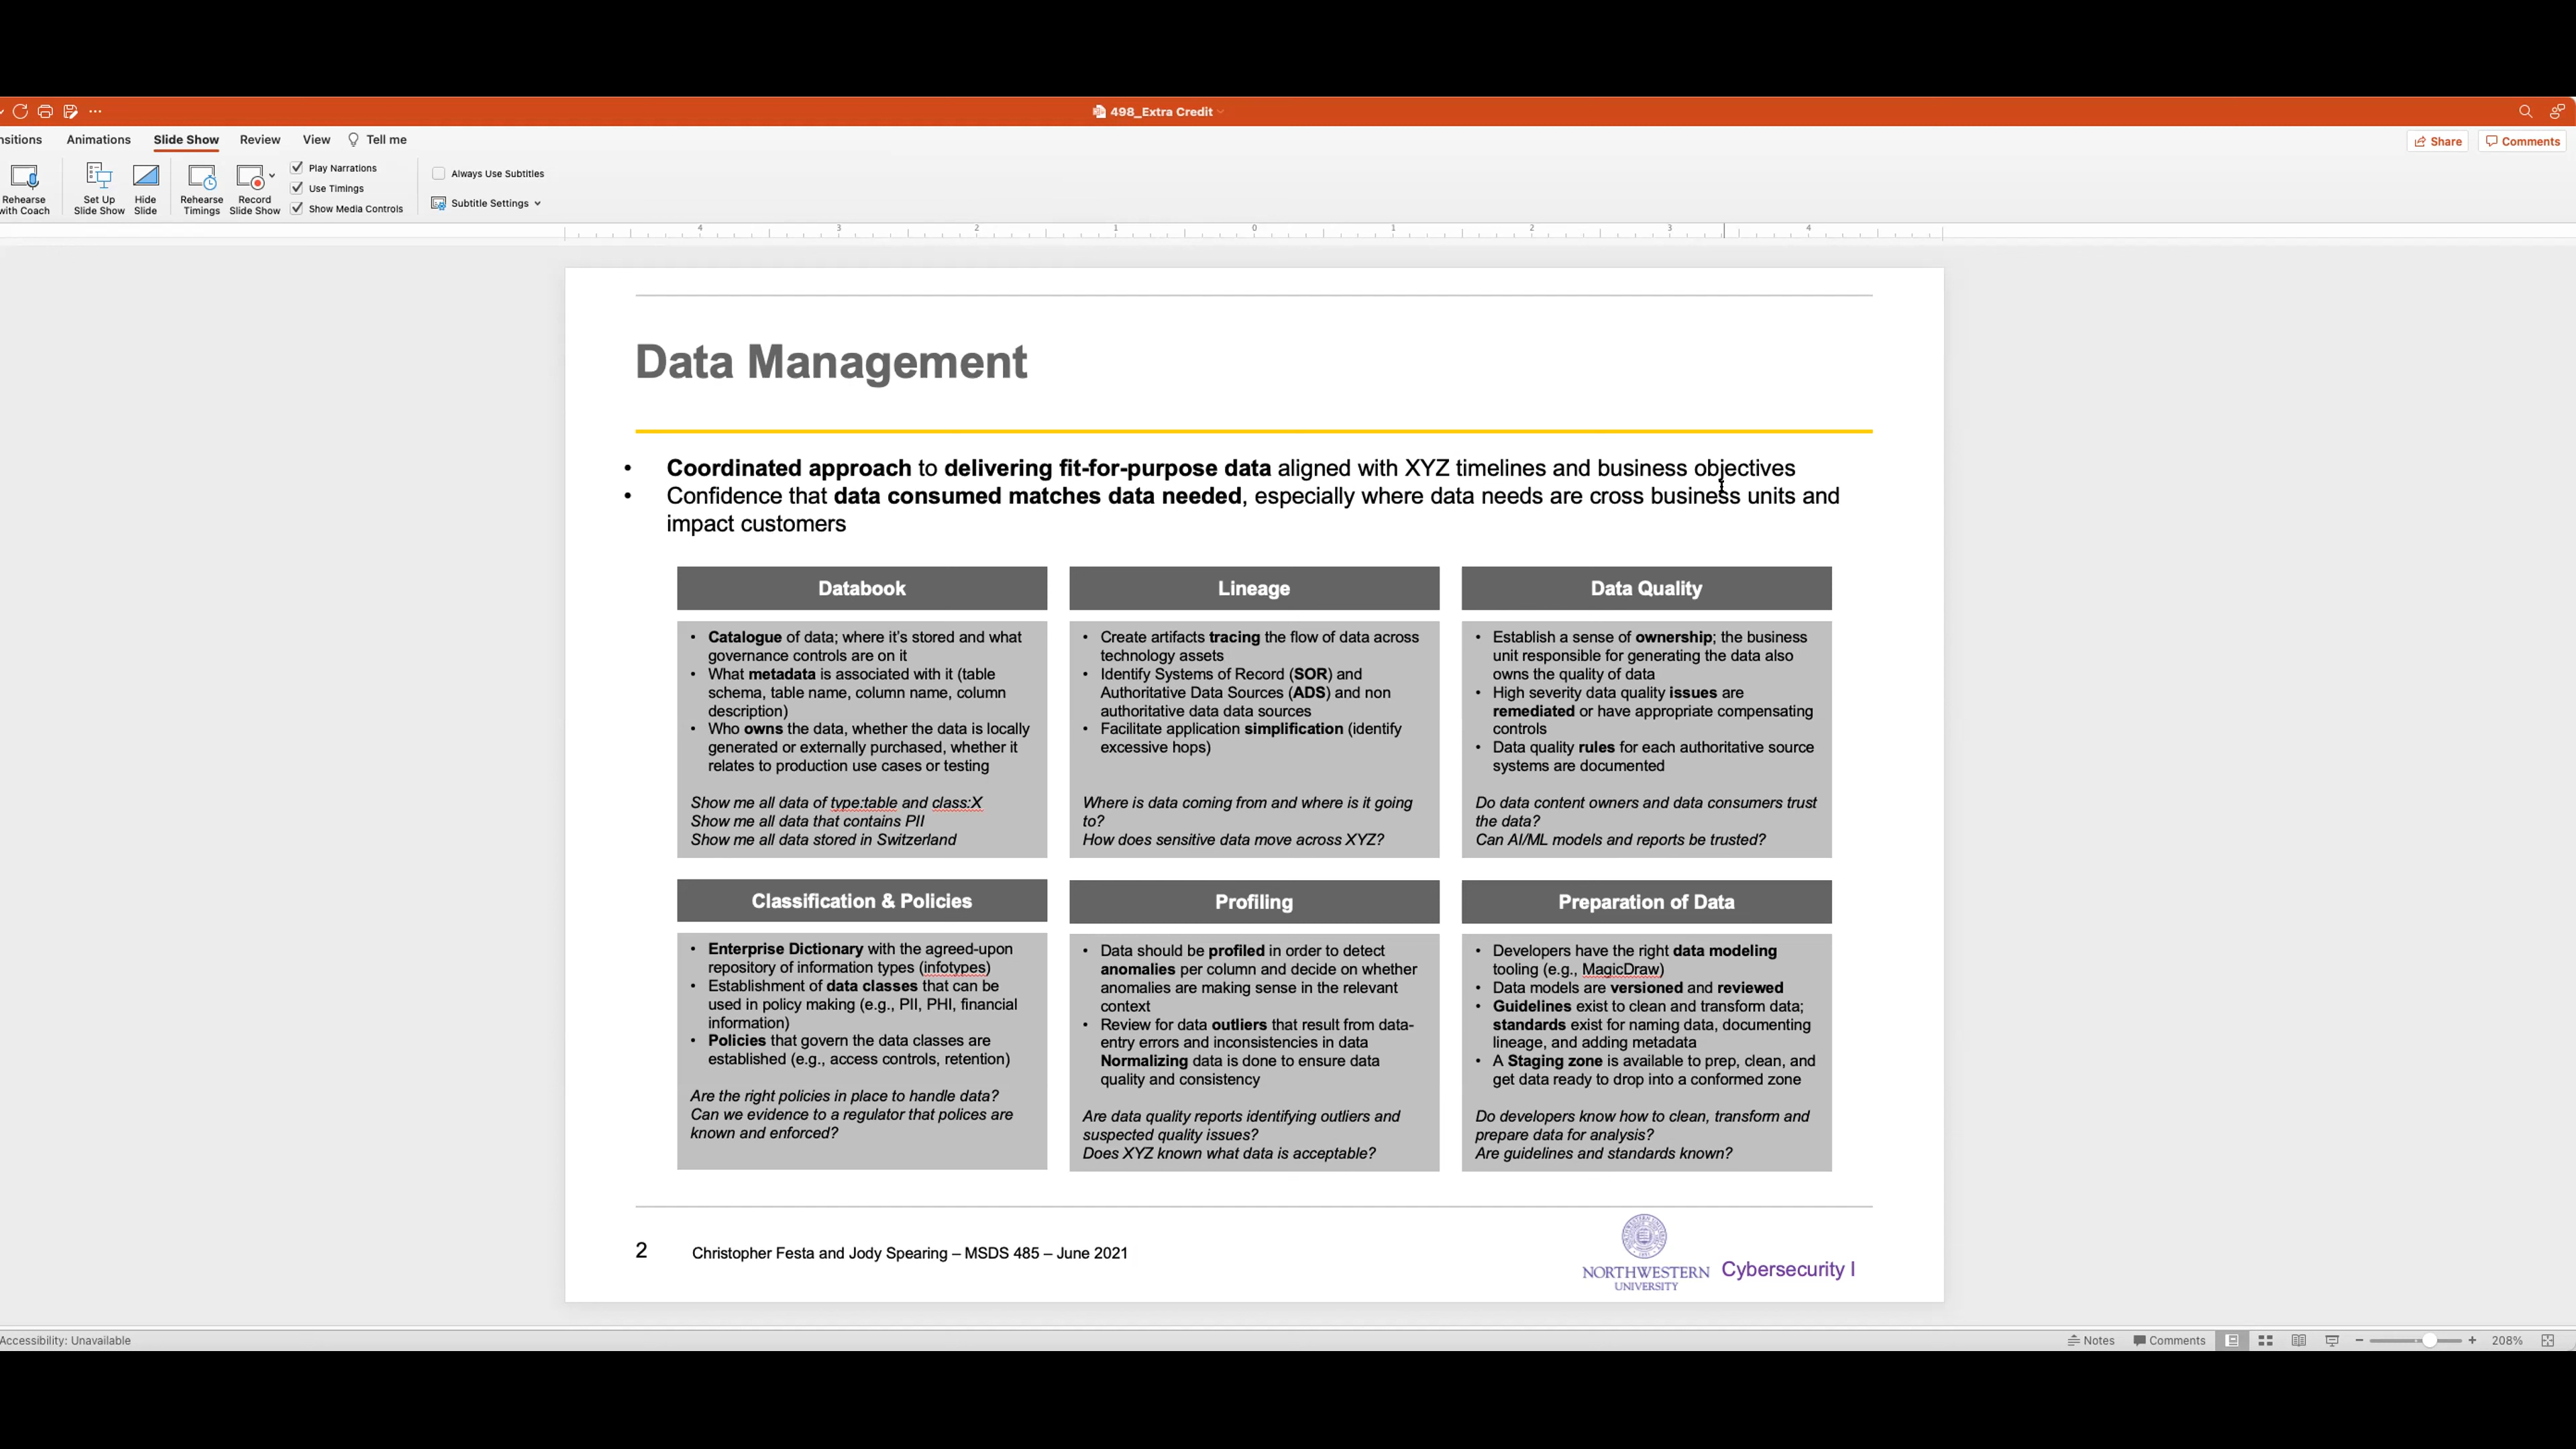 498_Extra Credit
nsitions Animations Slide Show Review View Tell me Share Comments
Rehearse with Coach
Set Up Slide Show
Hide Slide
Rehearse Timings
Record Slide Show
Play Narrations
Use Timings
Show Media Controls
Always Use Subtitles
Subtitle Settings
4 3 2 1 0 1 2 3 4
Data Management
• Coordinated approach to delivering fit-for-purpose data aligned with XYZ timelines and business objectives
• Confidence that data consumed matches data needed, especially where data needs are cross business units and
impact customers
Databook
• Catalogue of data; where it's stored and what
governance controls are on it
• What metadata is associated with it (table
schema, table name, column name, column
description)
• Who owns the data, whether the data is locally
generated or externally purchased, whether it
relates to production use cases or testing
Show me all data of type:table and class:X
Show me all data that contains PII
Show me all data stored in Switzerland
Lineage
• Create artifacts tracing the flow of data across
technology assets
• Identify Systems of Record (SOR) and
Authoritative Data Sources (ADS) and non
authoritative data data sources
• Facilitate application simplification (identify
excessive hops)
Where is data coming from and where is it going
to?
How does sensitive data move across XYZ?
Data Quality
• Establish a sense of ownership; the business
unit responsible for generating the data also
owns the quality of data
• High severity data quality issues are
remediated or have appropriate compensating
controls
• Data quality rules for each authoritative source
systems are documented
Do data content owners and data consumers trust
the data?
Can AI/ML models and reports be trusted?
Classification & Policies
• Enterprise Dictionary with the agreed-upon
repository of information types (infotypes)
• Establishment of data classes that can be
used in policy making (e.g., PII, PHI, financial
information)
• Policies that govern the data classes are
established (e.g., access controls, retention)
Are the right policies in place to handle data?
Can we evidence to a regulator that polices are
known and enforced?
Profiling
• Data should be profiled in order to detect
anomalies per column and decide on whether
anomalies are making sense in the relevant
context
• Review for data outliers that result from data-
entry errors and inconsistencies in data
Normalizing data is done to ensure data
quality and consistency
Are data quality reports identifying outliers and
suspected quality issues?
Does XYZ known what data is acceptable?
Preparation of Data
• Developers have the right data modeling
tooling (e.g., MagicDraw)
• Data models are versioned and reviewed
• Guidelines exist to clean and transform data;
standards exist for naming data, documenting
lineage, and adding metadata
• A Staging zone is available to prep, clean, and
get data ready to drop into a conformed zone
Do developers know how to clean, transform and
prepare data for analysis?
Are guidelines and standards known?
2 Christopher Festa and Jody Spearing – MSDS 485 – June 2021
NORTHWESTERN
UNIVERSITY
Cybersecurity I
Accessibility: Unavailable Notes Comments 208%